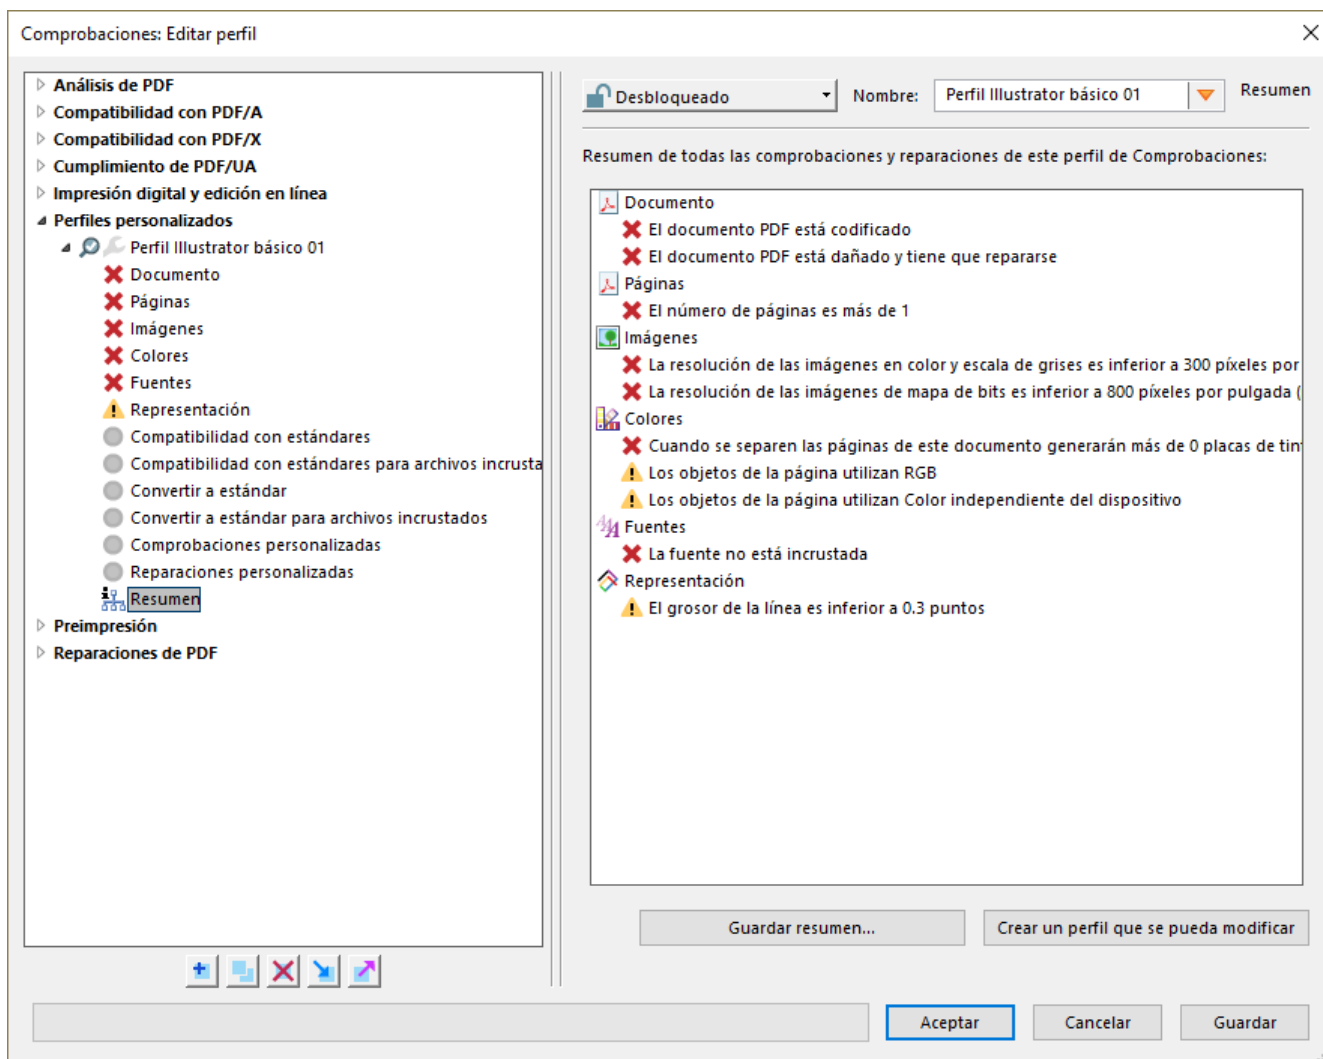 Comprobaciones: Editar perfil
Análisis de PDF
Compatibilidad con PDF/A
Compatibilidad con PDF/X
Cumplimiento de PDF/UA
Impresión digital y edición en línea
Perfiles personalizados
Perfil Illustrator básico 01
Documento
Páginas
Imágenes
Colores
Fuentes
Representación
Compatibilidad con estándares
Compatibilidad con estándares para archivos incrusta
Convertir a estándar
Convertir a estándar para archivos incrustados
Comprobaciones personalizadas
Reparaciones personalizadas
Resumen
Preimpresión
Reparaciones de PDF
Desbloqueado Nombre: Perfil Illustrator básico 01 Resumen
Resumen de todas las comprobaciones y reparaciones de este perfil de Comprobaciones:
Documento
El documento PDF está codificado
El documento PDF está dañado y tiene que repararse
Páginas
El número de páginas es más de 1
Imágenes
La resolución de las imágenes en color y escala de grises es inferior a 300 píxeles por
La resolución de las imágenes de mapa de bits es inferior a 800 píxeles por pulgada (
Colores
Cuando se separen las páginas de este documento generarán más de 0 placas de tin
Los objetos de la página utilizan RGB
Los objetos de la página utilizan Color independiente del dispositivo
Fuentes
La fuente no está incrustada
Representación
El grosor de la línea es inferior a 0.3 puntos
Guardar resumen... Crear un perfil que se pueda modificar
Aceptar Cancelar Guardar